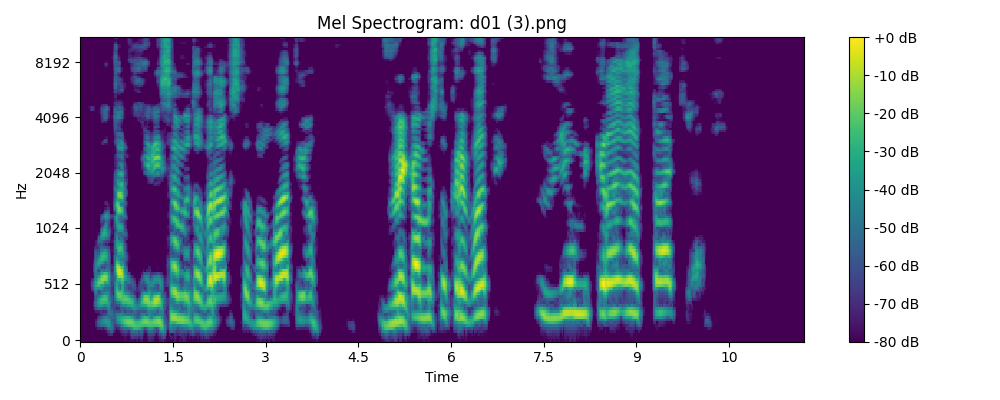 Mel Spectrogram: d01 (3).png
8192
4096
2048
1024
512
0
Hz
0 1.5 3 4.5 6 7.5 9 10
Time
+0 dB
-10 dB
-20 dB
-30 dB
-40 dB
-50 dB
-60 dB
-70 dB
-80 dB